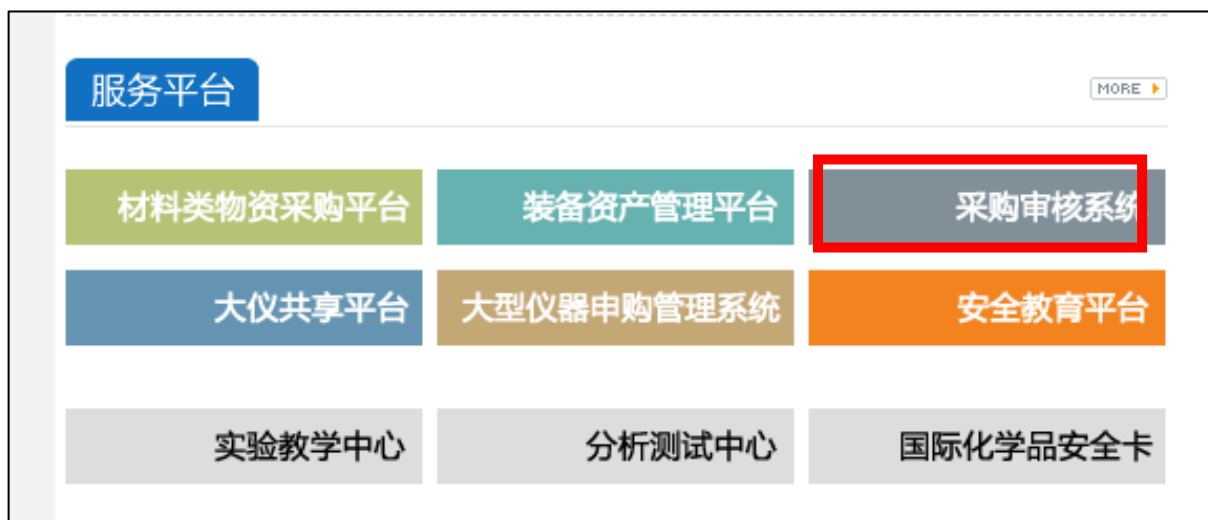 服务平台
MORE
材料类物资采购平台 装备资产管理平台 采购审核系统
大仪共享平台 大型仪器申购管理系统 安全教育平台
实验教学中心 分析测试中心 国际化学品安全卡